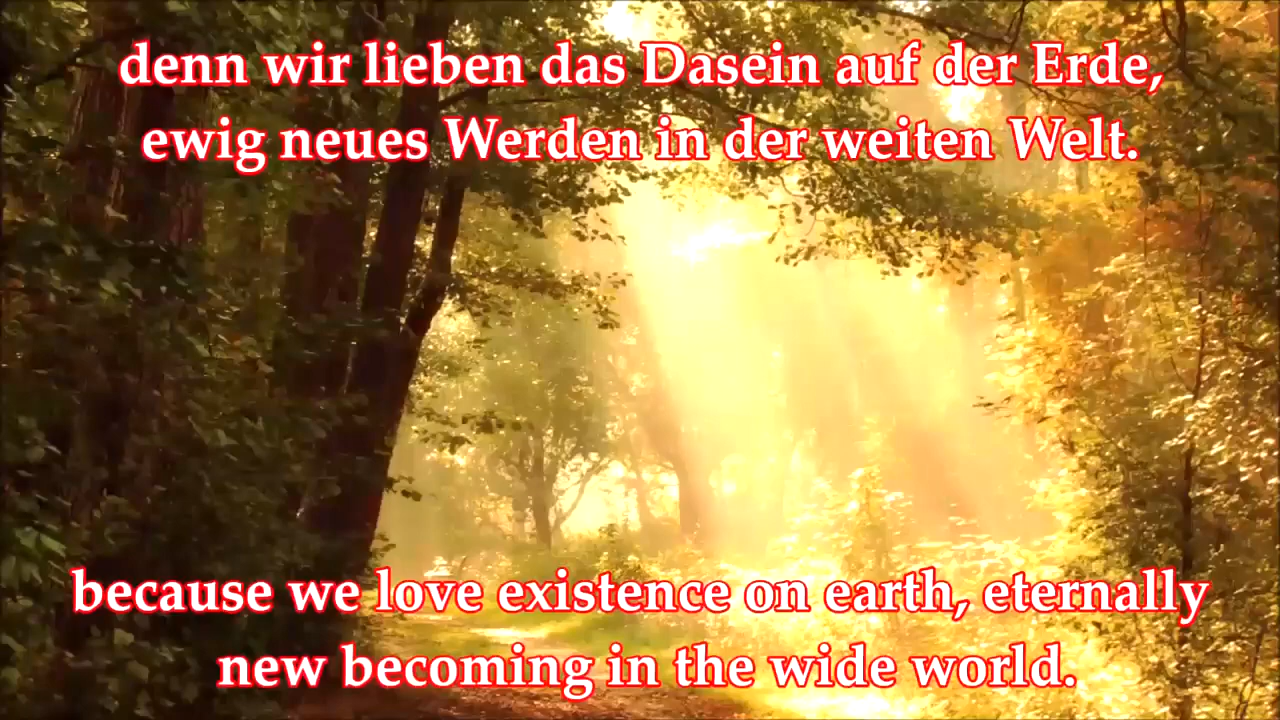 denn wir lieben das Dasein auf der Erde,
ewig neues Werden in der weiten Welt.
because we love existence on earth, eternally
new becoming in the wide world.